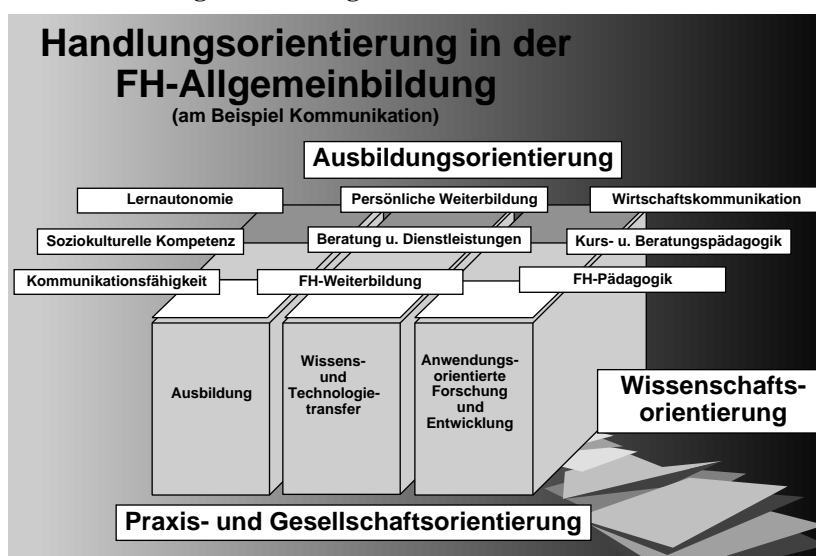 Handlungsorientierung in der
FH-Allgemeinbildung
(am Beispiel Kommunikation)
Ausbildungsorientierung
Lernautonomie
Persönliche Weiterbildung
Wirtschaftskommunikation
Soziokulturelle Kompetenz
Beratung u. Dienstleistungen
Kurs- u. Beratungspädagogik
Kommunikationsfähigkeit
FH-Weiterbildung
FH-Pädagogik
Ausbildung
Wissens-
und
Technologie-
transfer
Anwendungs-
orientierte
Forschung
und
Entwicklung
Wissenschafts-
orientierung
Praxis- und Gesellschaftsorientierung